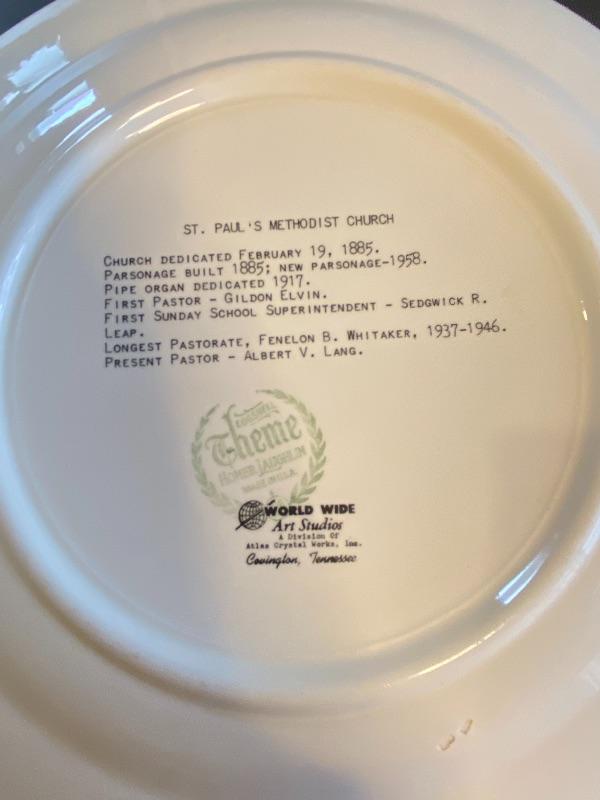 ST. PAUL'S METHODIST CHURCH
CHURCH DEDICATED FEBRUARY 19, 1885.
PARSONAGE BUILT 1885; NEW PARSONAGE-1958.
PIPE ORGAN DEDICATED 1917.
FIRST PASTOR - GILDON ELVIN.
FIRST SUNDAY SCHOOL SUPERINTENDENT - SEDGWICK R.
LEAP.
LONGEST PASTORATE, FENELON B. WHITAKER, 1937-1946.
PRESENT PASTOR - ALBERT V. LANG.
EGGSHELL
Theme
HOMER LAUGHLIN
MADE IN U.S.A.
WORLD WIDE
Art Studios
A Division Of
Atlas Crystal Works, Inc.
Covington, Tennessee